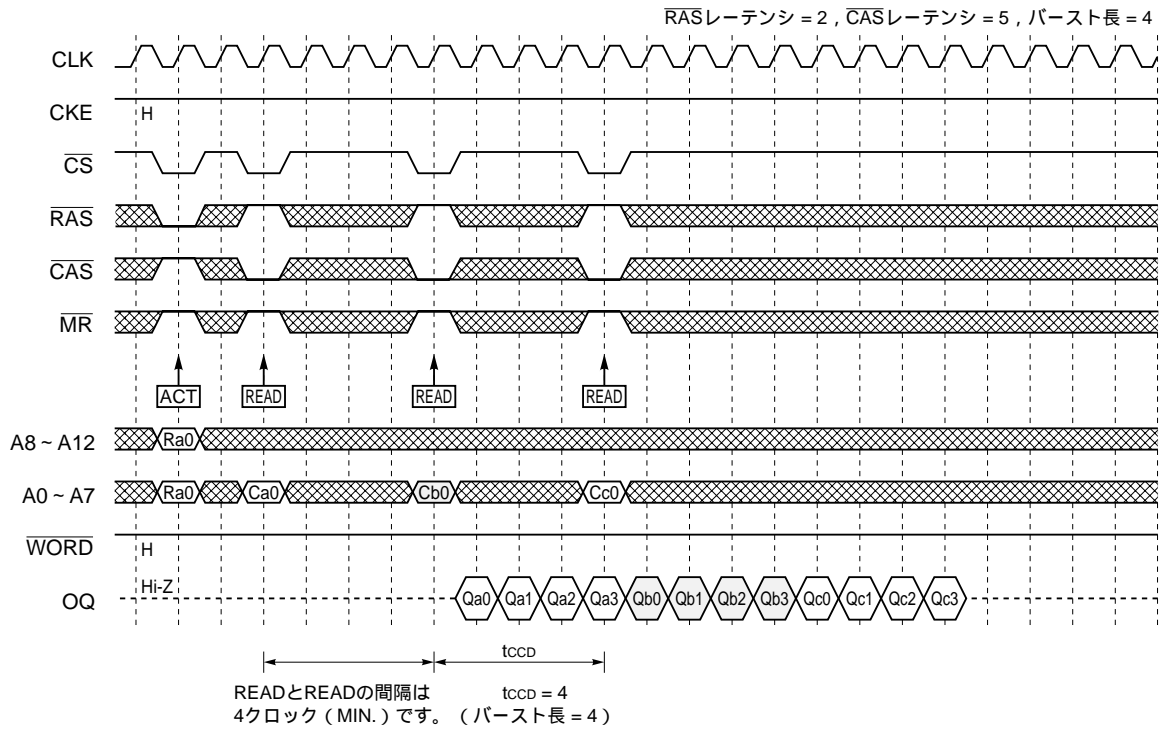 RASレーテンシ = 2 , CASレーテンシ = 5 , バースト長 = 4
CLK
CKE H
CS
RAS
CAS
MR
ACT READ READ READ
A8 ~ A12 Ra0
A0 ~ A7 Ra0 Ca0 Cb0 Cc0
WORD H
OQ Hi-Z Qa0 Qa1 Qa2 Qa3 Qb0 Qb1 Qb2 Qb3 Qc0 Qc1 Qc2 Qc3
tCCD
READとREADの間隔は tCCD = 4
4クロック ( MIN. ) です。 ( バースト長 = 4 )